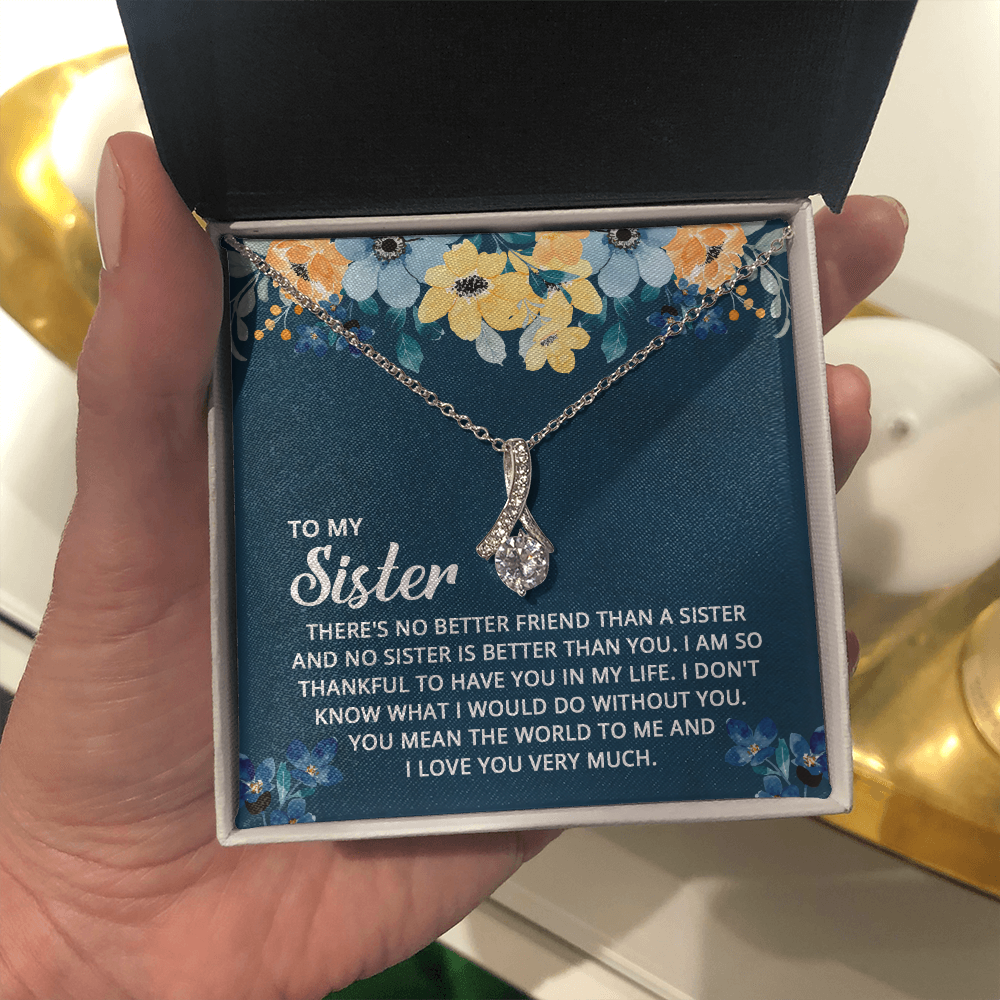 TO MY
Sister
THERE'S NO BETTER FRIEND THAN A SISTER
AND NO SISTER IS BETTER THAN YOU. I AM SO
THANKFUL TO HAVE YOU IN MY LIFE. I DON'T
KNOW WHAT I WOULD DO WITHOUT YOU.
YOU MEAN THE WORLD TO ME AND
I LOVE YOU VERY MUCH.